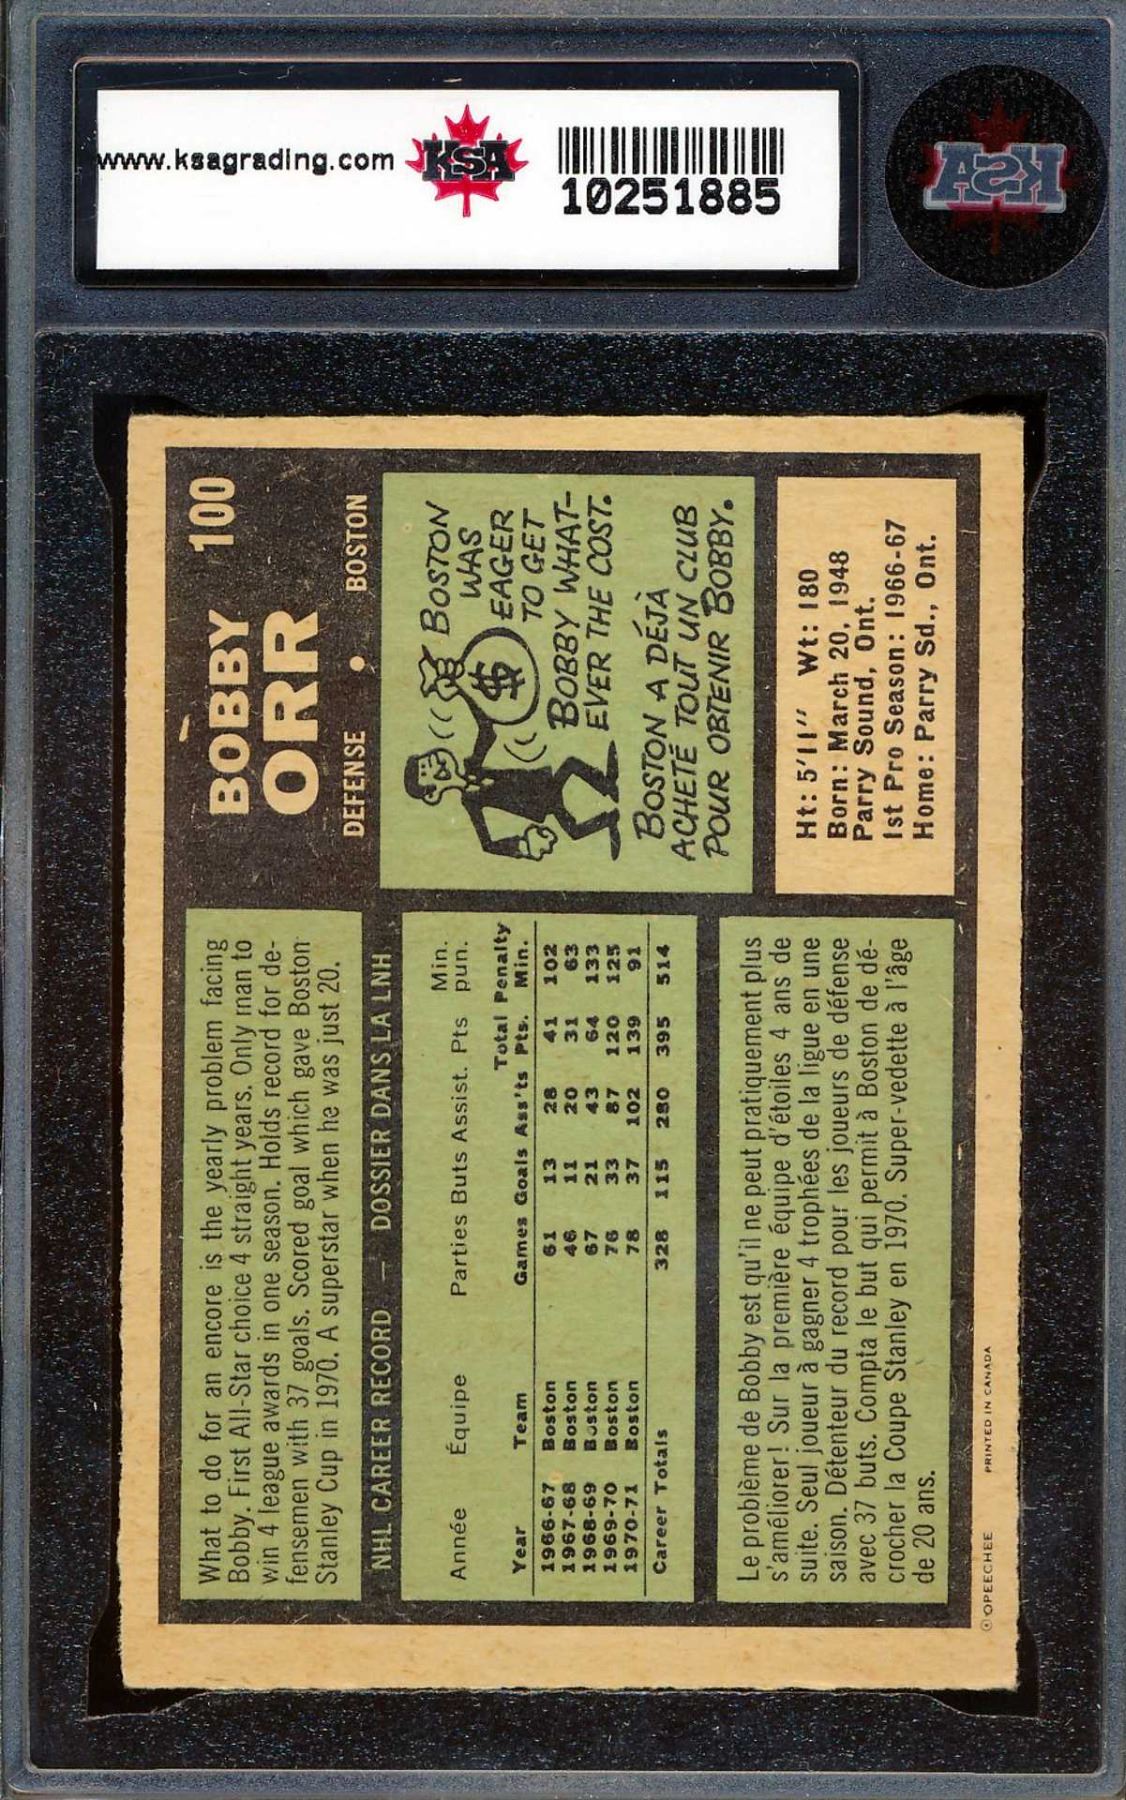 www.ksagrading.com
KSA
10251885
KSA
BOBBY 100
ORR
DEFENSE • BOSTON
What to do for an encore is the yearly problem facing
Bobby. First All-Star choice 4 straight years. Only man to
win 4 league awards in one season. Holds record for de-
fensemen with 37 goals. Scored goal which gave Boston
Stanley Cup in 1970. A superstar when he was just 20.
NHL CAREER RECORD — DOSSIER DANS LA LNH
Année Équipe Parties Buts Assist. Pts Min. pun.
Year Team Games Goals Ass'ts Total Pts. Penalty Min.
1966-67 Boston 61 13 28 41 102
1967-68 Boston 46 11 20 31 63
1968-69 Boston 67 21 43 64 133
1969-70 Boston 76 33 87 120 125
1970-71 Boston 78 37 102 139 91
Career Totals 328 115 280 395 514
Le problème de Bobby est qu'il ne peut pratiquement plus
s'améliorer! Sur la première équipe d'étoiles 4 ans de
suite. Seul joueur à gagner 4 trophées de la ligue en une
saison. Détenteur du record pour les joueurs de défense
avec 37 buts. Compta le but qui permit à Boston de dé-
crocher la Coupe Stanley en 1970. Super-vedette à l'âge
de 20 ans.
BOSTON
WAS
EAGER
TO GET
BOBBY WHAT-
EVER THE COST.
$
BOSTON A DÉJÀ
ACHETÉ TOUT UN CLUB
POUR OBTENIR BOBBY.
Ht: 5'11" Wt: 180
Born: March 20, 1948
Parry Sound, Ont.
1st Pro Season: 1966-67
Home: Parry Sd., Ont.
© OPEECHEE PRINTED IN CANADA